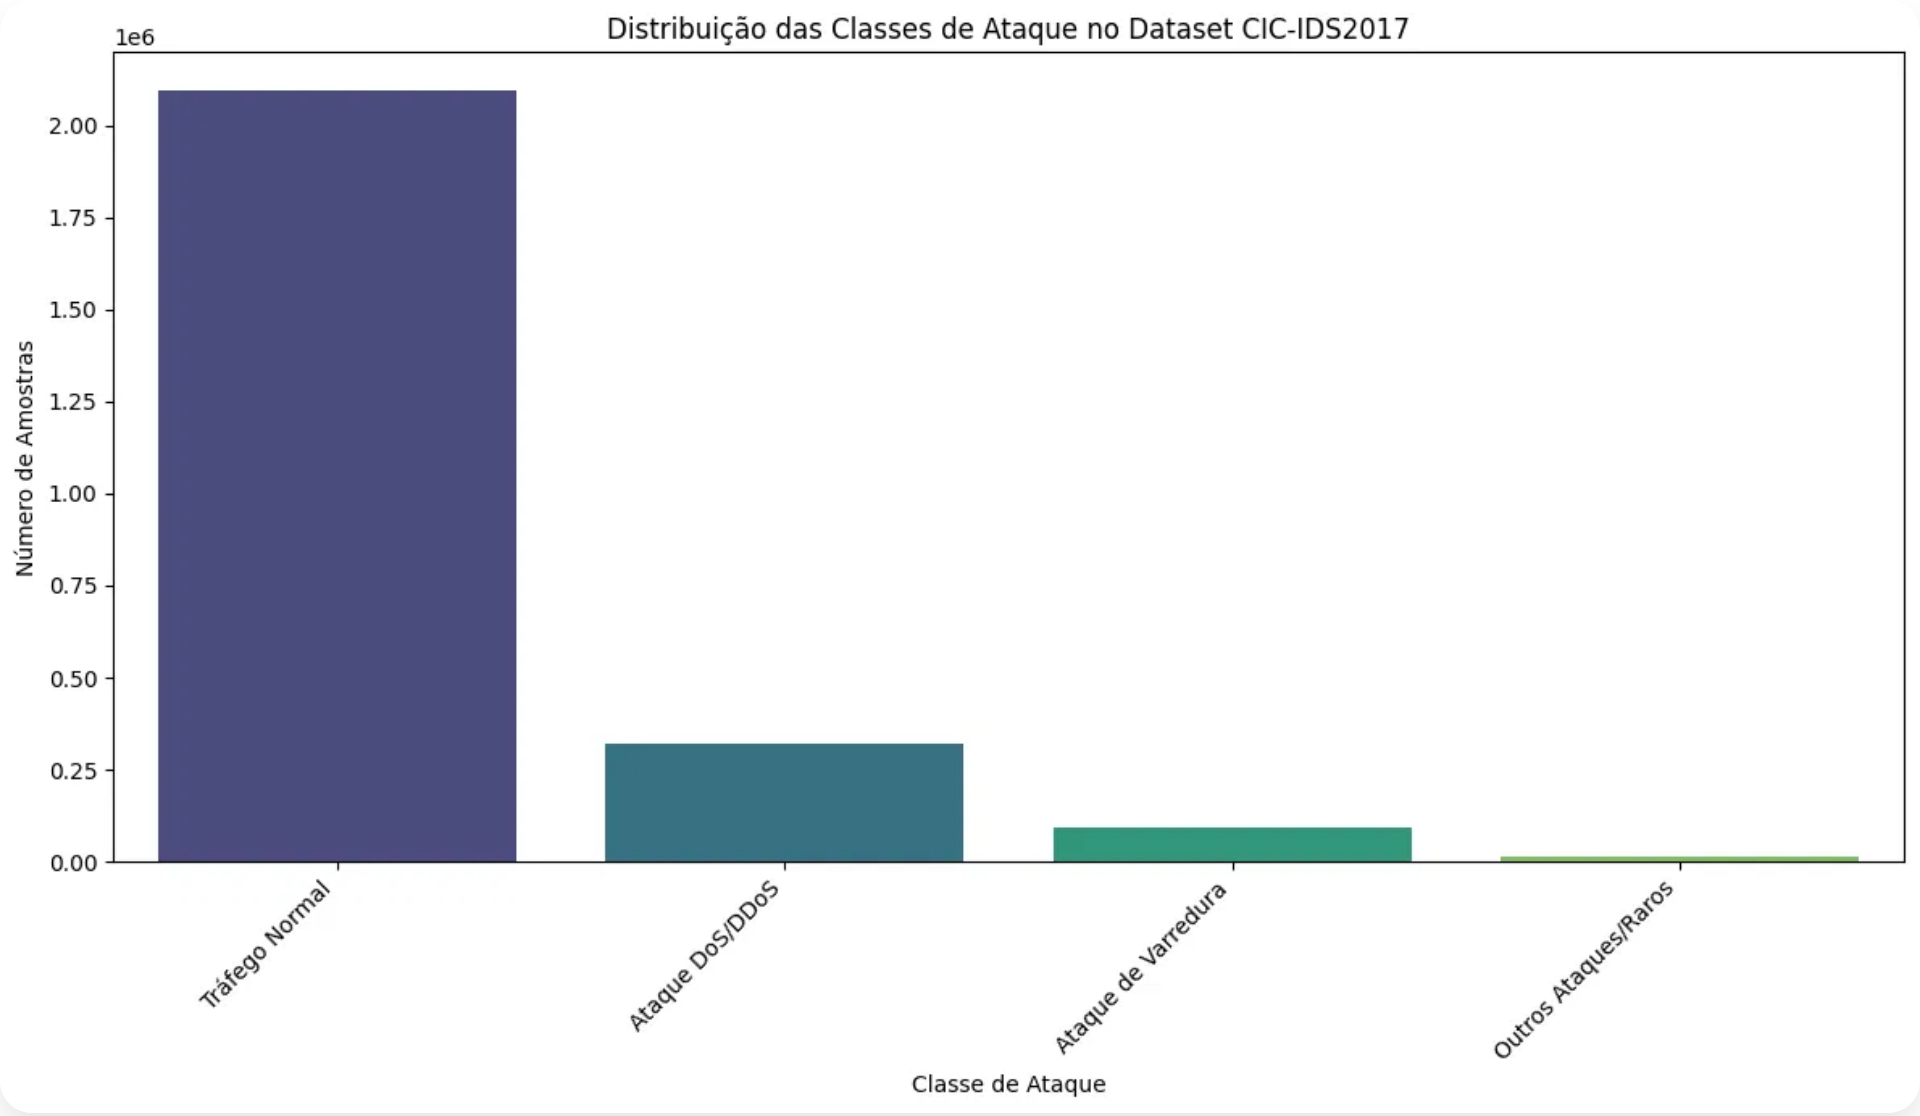 Distribuição das Classes de Ataque no Dataset CIC-IDS2017
1e6
2.00
1.75
1.50
1.25
1.00
0.75
0.50
0.25
0.00
Número de Amostras
Tráfego Normal
Ataque DoS/DDoS
Ataque de Varredura
Outros Ataques/Raros
Classe de Ataque